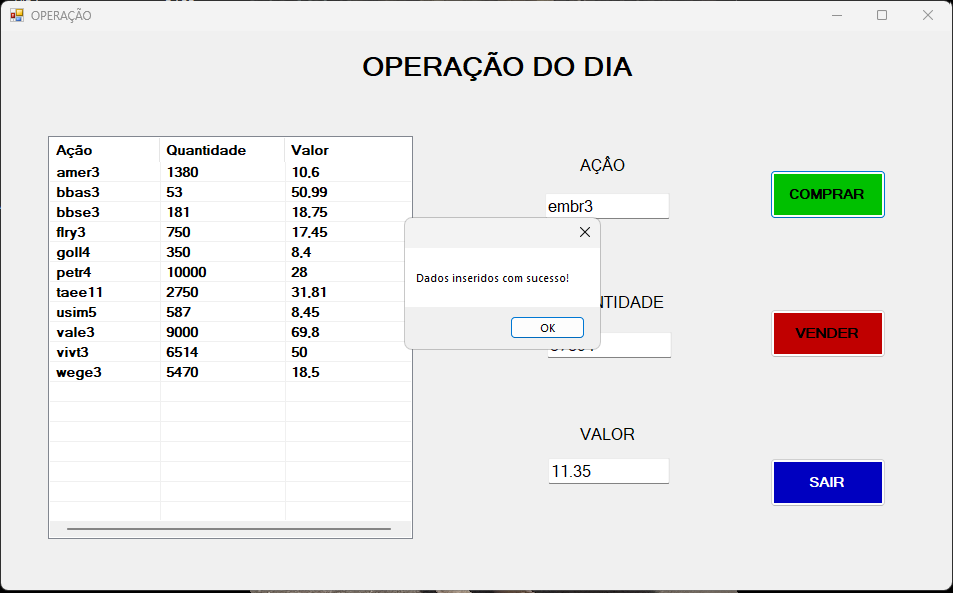 OPERAÇÃO
OPERAÇÃO DO DIA
Ação Quantidade Valor
amer3 1380 10,6
bbas3 53 50,99
bbse3 181 18,75
flry3 750 17,45
goll4 350 8,4
petr4 10000 28
taee11 2750 31,81
usim5 587 8,45
vale3 9000 69,8
vivt3 6514 50
wege3 5470 18,5
AÇÃO
embr3
NTIDADE
VALOR
11.35
COMPRAR
VENDER
SAIR
Dados inseridos com sucesso!
OK